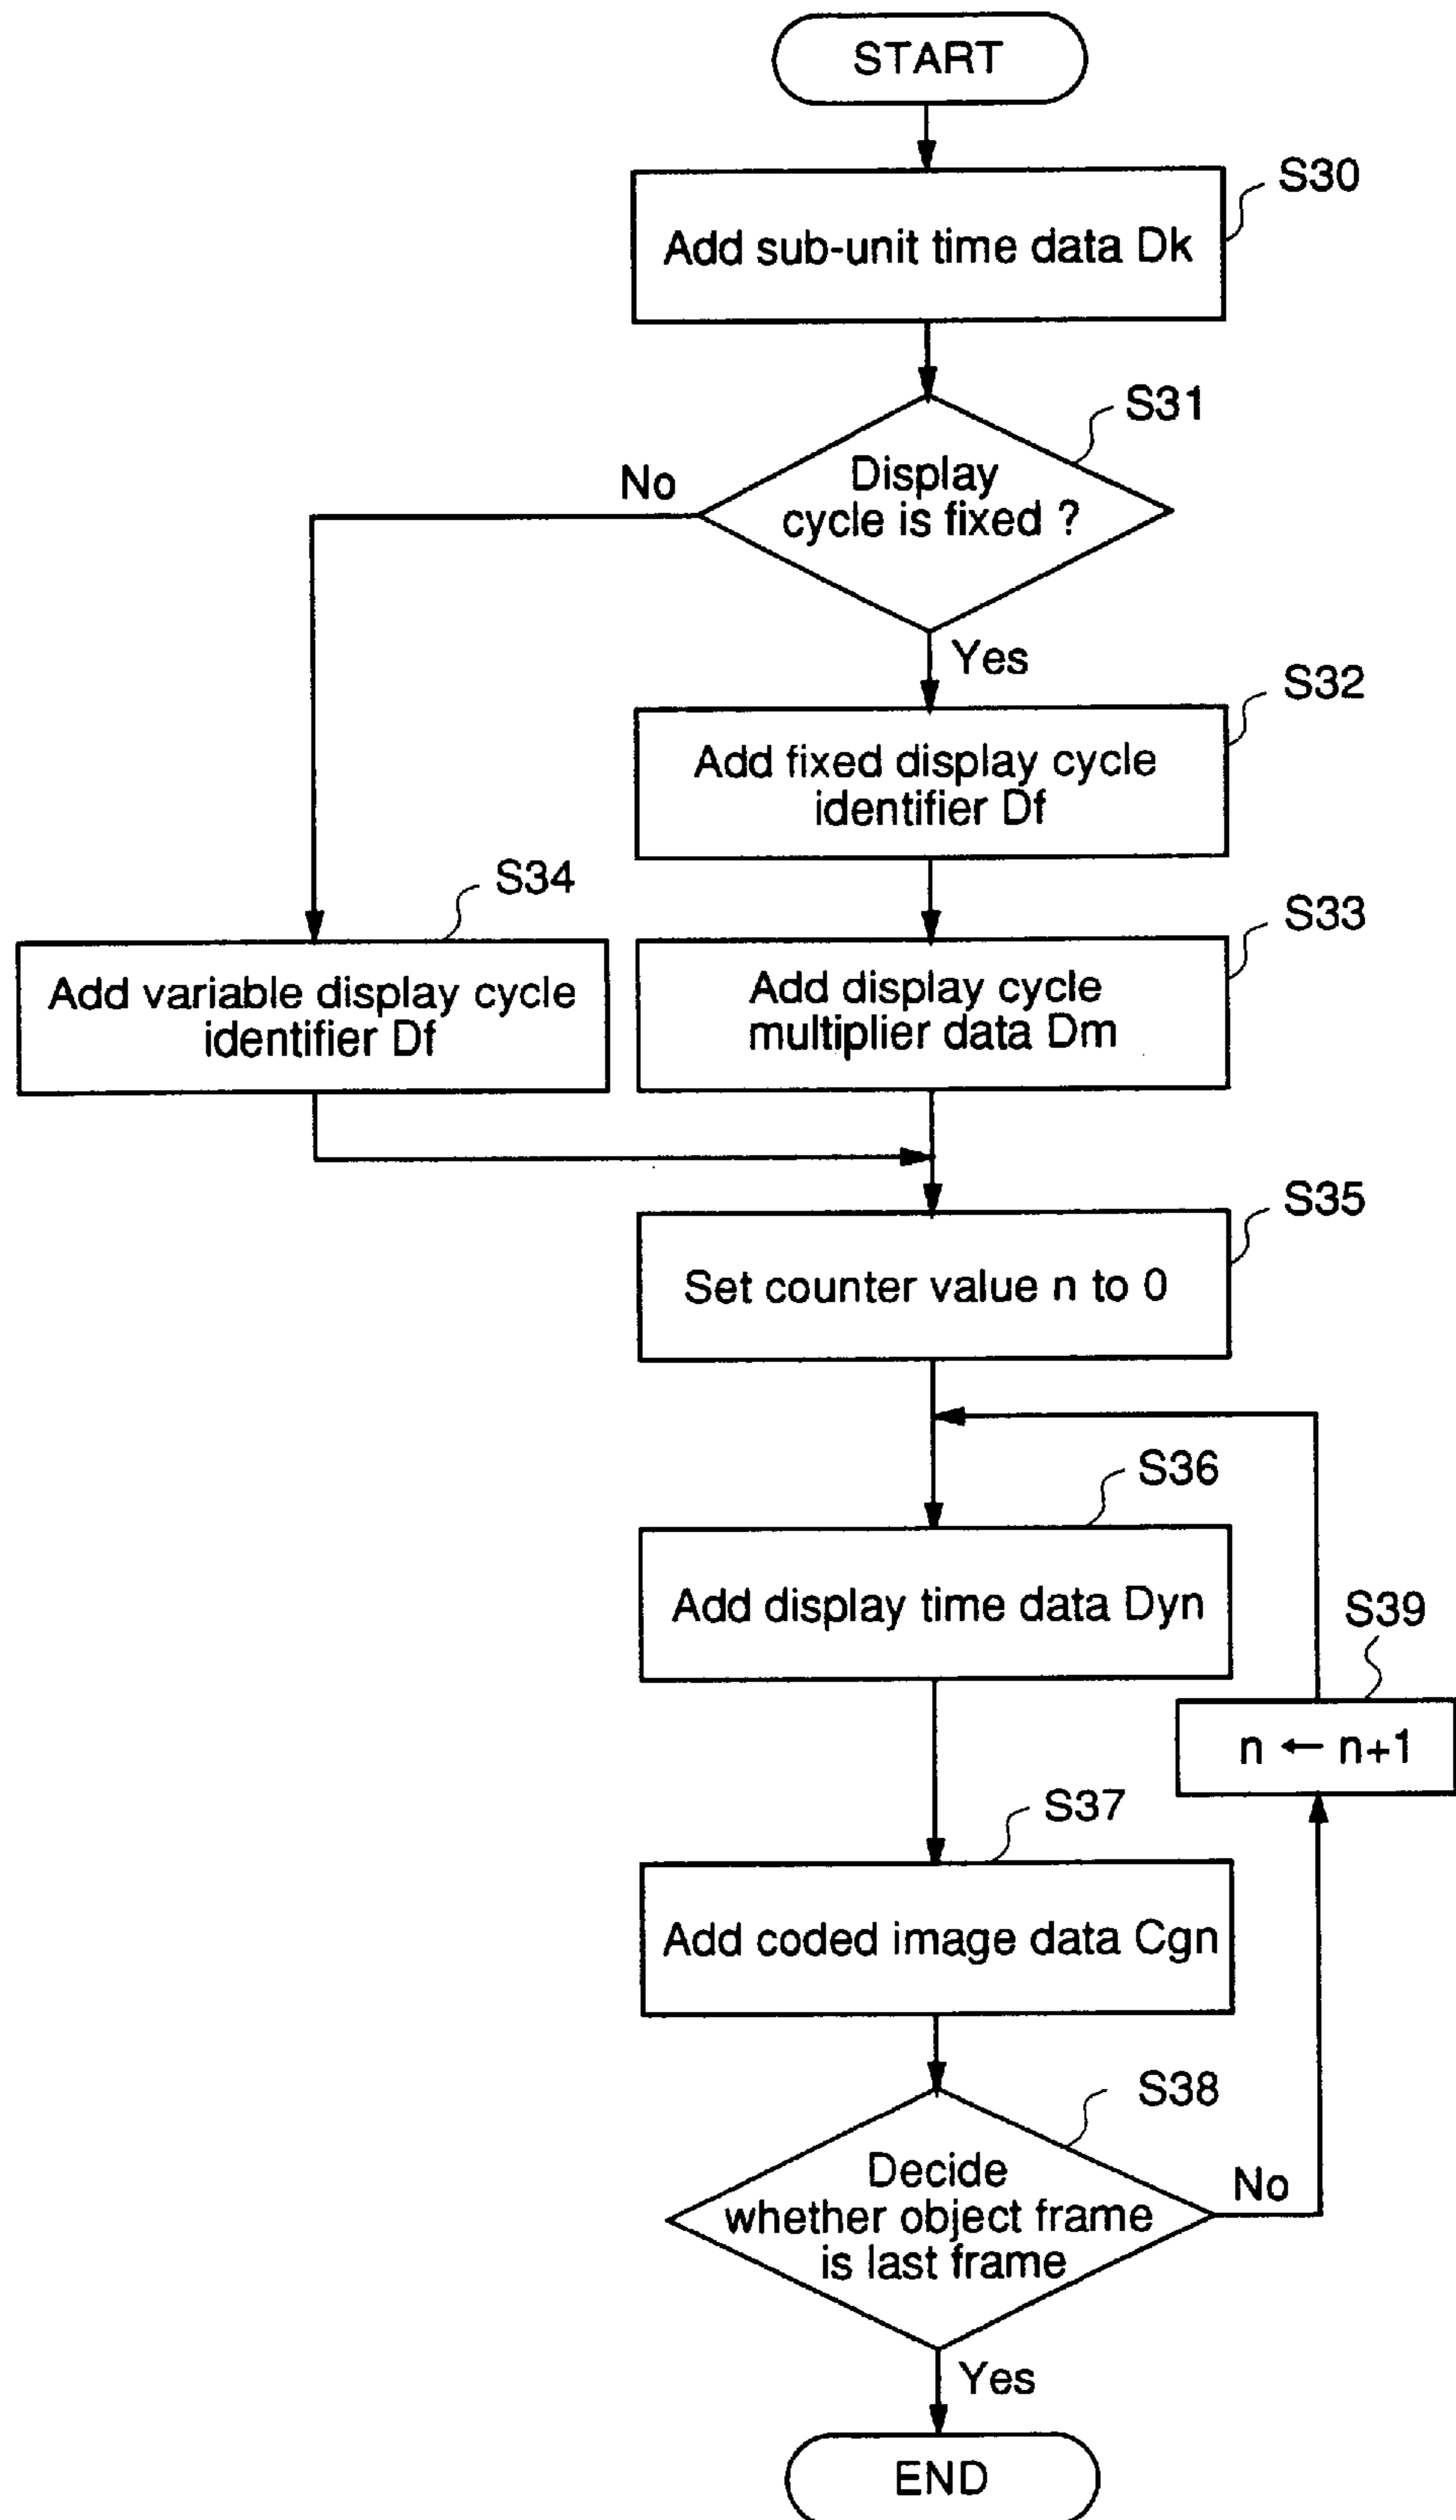 START
S30
Add sub-unit time data Dk
S31
Display
cycle is fixed ?
No
Yes
S32
Add fixed display cycle
identifier Df
S34
Add variable display cycle
identifier Df
S33
Add display cycle
multiplier data Dm
S35
Set counter value n to 0
S36
Add display time data Dyn
S39
n ← n+1
S37
Add coded image data Cgn
S38
Decide
whether object frame
is last frame
No
Yes
END